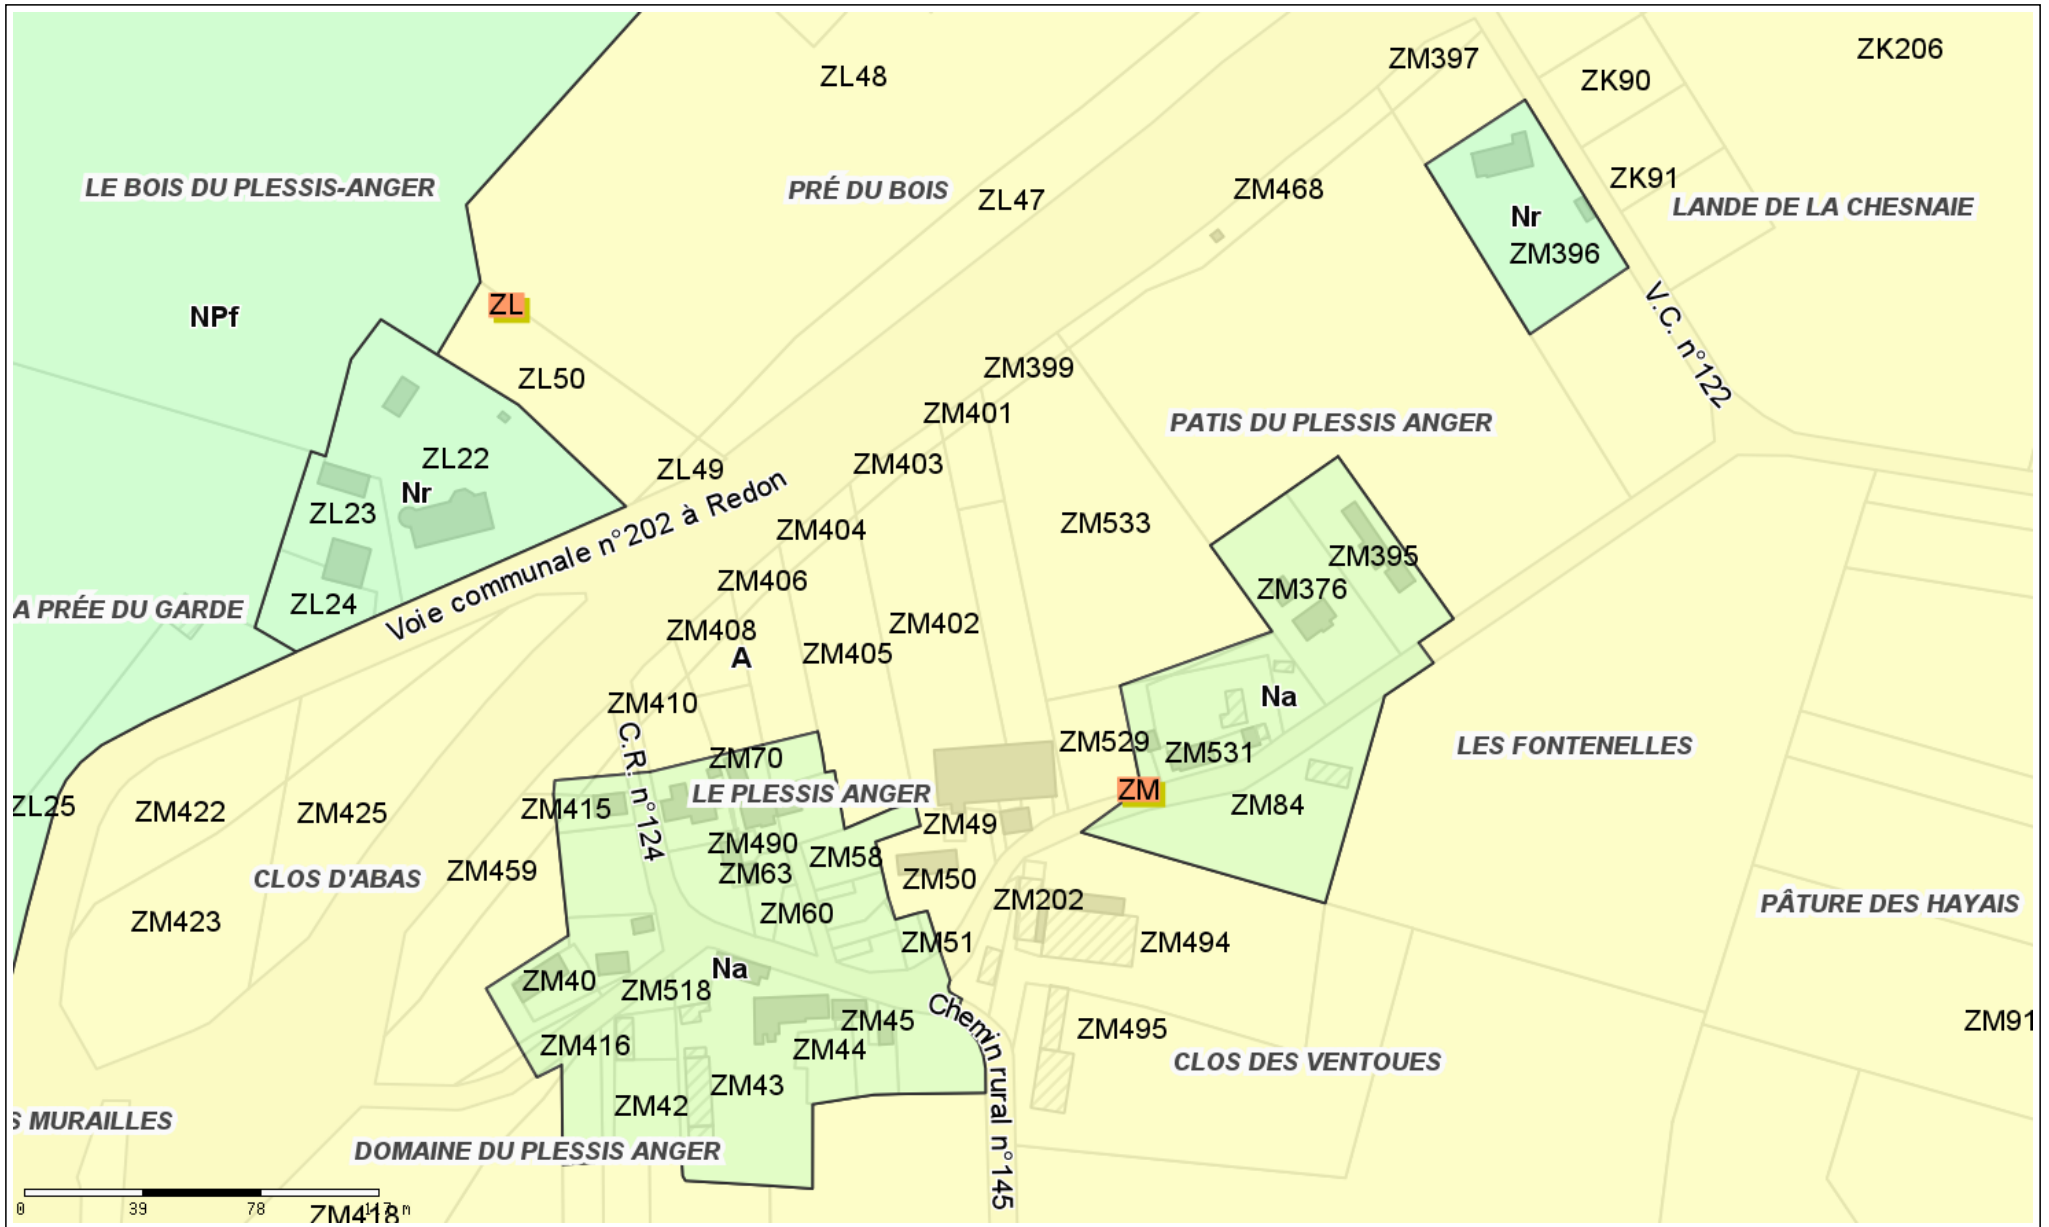 ZK206
ZM397
ZL48
ZK90
ZK91
LE BOIS DU PLESSIS-ANGER
PRÉ DU BOIS
ZM468
ZL47
LANDE DE LA CHESNAIE
Nr
ZM396
ZL
NPf
V.C. n°122
ZM399
ZL50
ZM401
PATIS DU PLESSIS ANGER
ZL22
ZM403
ZL49
Nr
ZL23
Voie communale n°202 à Redon
ZM533
ZM404
ZM395
ZM406
ZM376
ZL24
A PRÉE DU GARDE
ZM402
ZM408
A
ZM405
Na
ZM410
C.R. n°124
ZM529
ZM531
LES FONTENELLES
ZM70
ZM
LE PLESSIS ANGER
ZL25
ZM422
ZM425
ZM415
ZM84
ZM49
ZM490
ZM58
ZM459
ZM63
CLOS D'ABAS
ZM50
ZM202
PÂTURE DES HAYAIS
ZM60
ZM423
ZM51
ZM494
Na
ZM40
ZM518
Chemin rural n°145
ZM45
ZM91
ZM495
ZM416
ZM44
CLOS DES VENTOUES
ZM43
ZM42
S MURAILLES
DOMAINE DU PLESSIS ANGER
0 39 78 m
ZM418